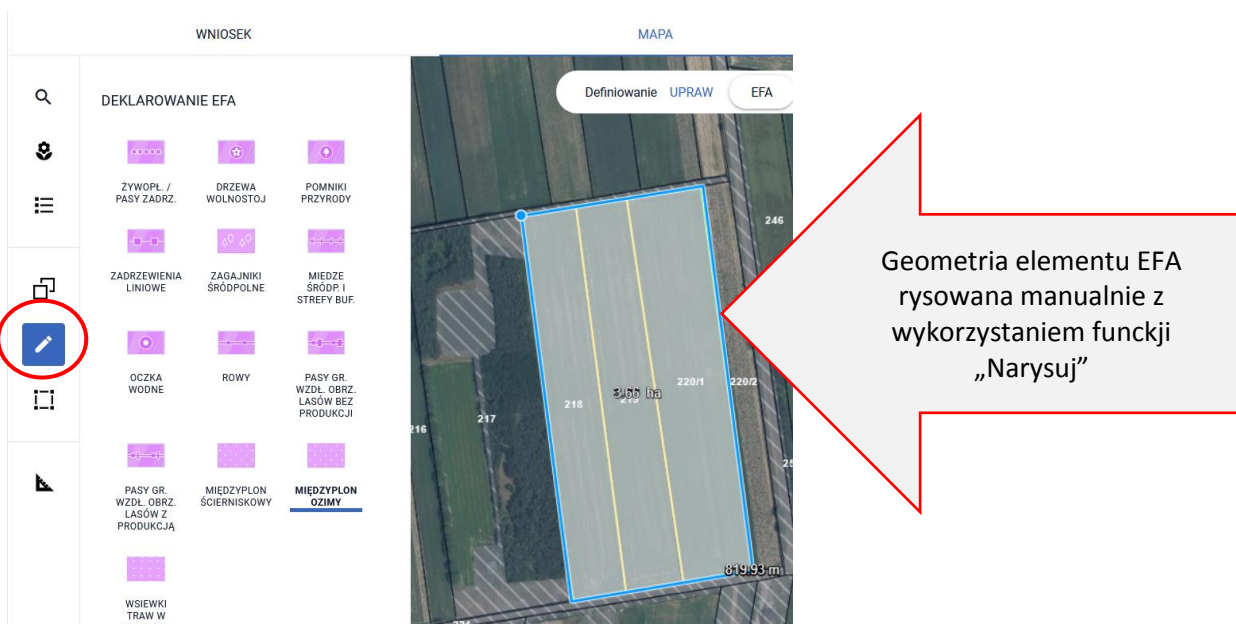 WNIOSEK
MAPA
DEKLAROWANIE EFA
ŻYWOPŁ. /
PASY ZADRZ.
DRZEWA
WOLNOSTOJ
POMNIKI
PRZYRODY
ZADRZEWIENIA
LINIOWE
ZAGAJNIKI
ŚRÓDPOLNE
MIEDZE
ŚRÓDP. I
STREFY BUF.
OCZKA
WODNE
ROWY
PASY GR.
WZDŁ. OBRZ.
LASÓW BEZ
PRODUKCJI
PASY GR.
WZDŁ. OBRZ.
LASÓW Z
PRODUKCJĄ
MIĘDZYPLON
ŚCIERNISKOWY
MIĘDZYPLON
OZIMY
WSIEWKI
TRAW W
Definiowanie UPRAW EFA
246
220/1
220/2
3.66 ha
218
217
216
819.93 m
Geometria elementu EFA
rysowana manualnie z
wykorzystaniem funckji
„Narysuj”